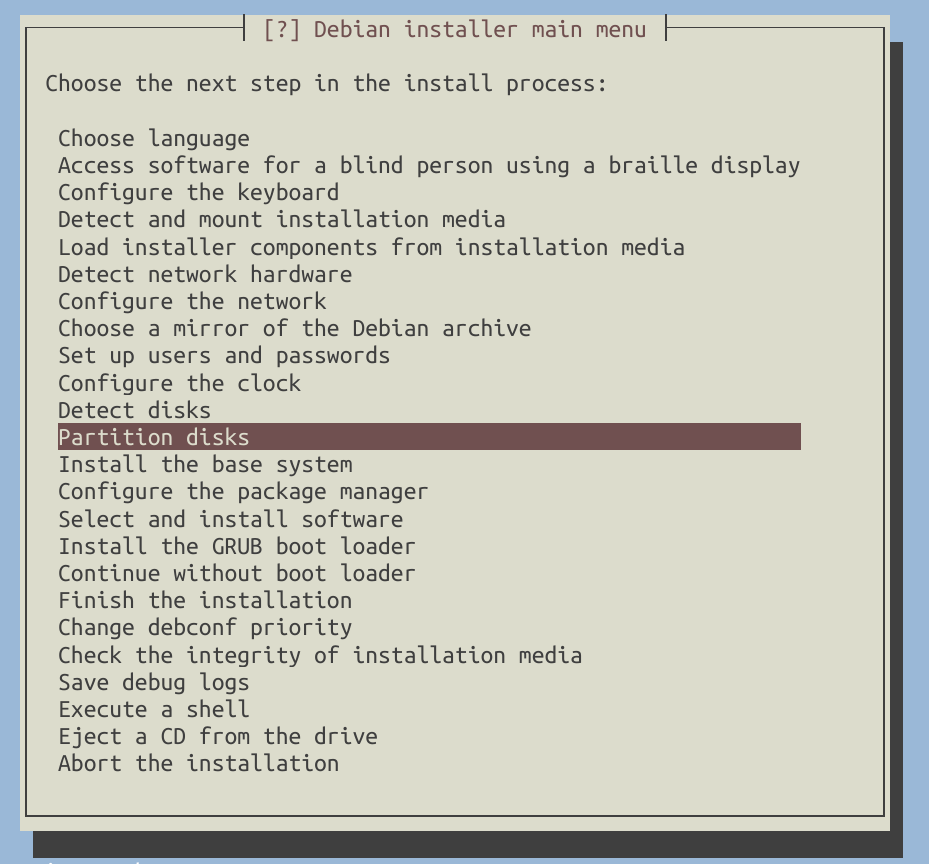 [?] Debian installer main menu
Choose the next step in the install process:
Choose language
Access software for a blind person using a braille display
Configure the keyboard
Detect and mount installation media
Load installer components from installation media
Detect network hardware
Configure the network
Choose a mirror of the Debian archive
Set up users and passwords
Configure the clock
Detect disks
Partition disks
Install the base system
Configure the package manager
Select and install software
Install the GRUB boot loader
Continue without boot loader
Finish the installation
Change debconf priority
Check the integrity of installation media
Save debug logs
Execute a shell
Eject a CD from the drive
Abort the installation